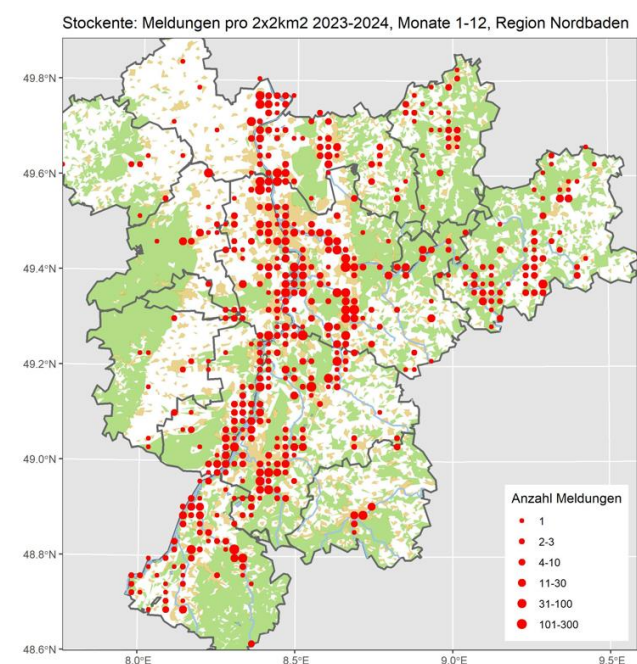 Stockente: Meldungen pro 2x2km2 2023-2024, Monate 1-12, Region Nordbaden
49.8°N
49.6°N
49.4°N
49.2°N
49.0°N
48.8°N
48.6°N
Anzahl Meldungen
1
2-3
4-10
11-30
31-100
101-300
8.0°E
8.5°E
9.0°E
9.5°E